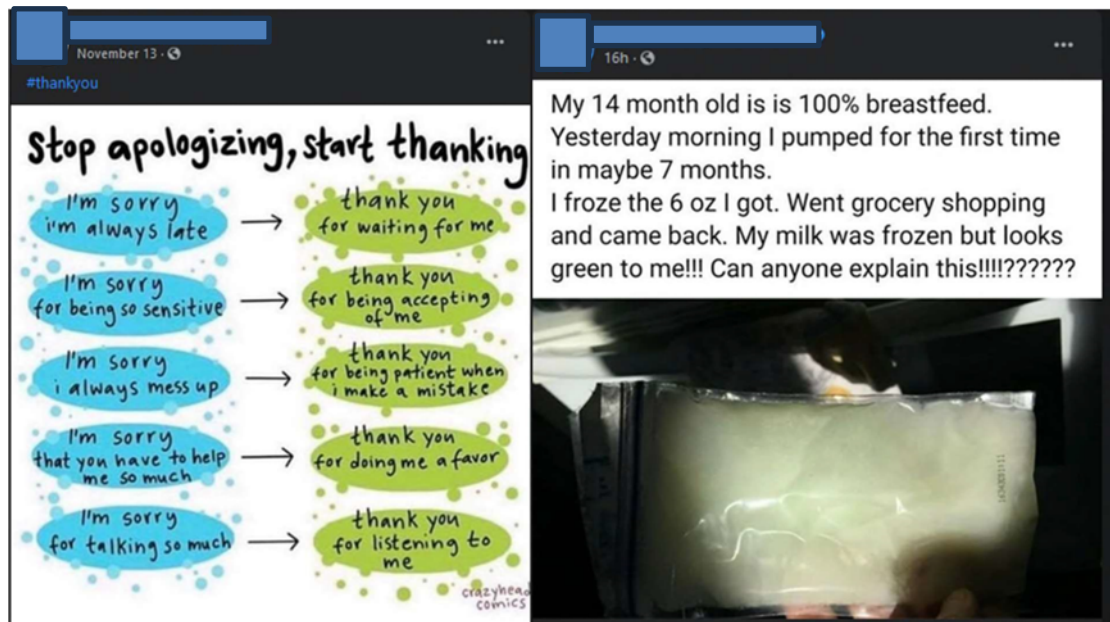 November 13
#thankyou
Stop apologizing, start thanking
I'm sorry
i'm always late
thank you
for waiting for me
I'm sorry
for being so sensitive
thank you
for being accepting
of me
I'm sorry
i always mess up
thank you
for being patient when
i make a mistake
I'm sorry
that you have to help
me so much
thank you
for doing me a favor
I'm sorry
for talking so much
thank you
for listening to
me
crazyhead
comics
16h
My 14 month old is is 100% breastfeed.
Yesterday morning I pumped for the first time
in maybe 7 months.
I froze the 6 oz I got. Went grocery shopping
and came back. My milk was frozen but looks
green to me!!! Can anyone explain this!!!!??????